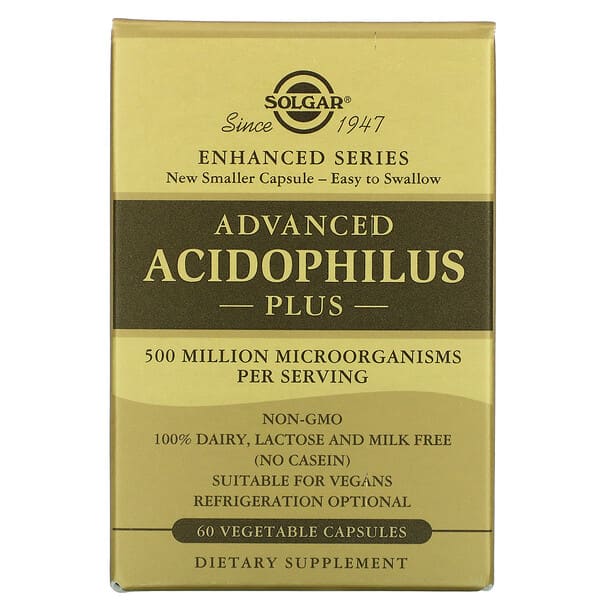 SOLGAR®
Since 1947
ENHANCED SERIES
New Smaller Capsule – Easy to Swallow
ADVANCED
ACIDOPHILUS
— PLUS —
500 MILLION MICROORGANISMS
PER SERVING
NON-GMO
100% DAIRY, LACTOSE AND MILK FREE
(NO CASEIN)
SUITABLE FOR VEGANS
REFRIGERATION OPTIONAL
60 VEGETABLE CAPSULES
DIETARY SUPPLEMENT